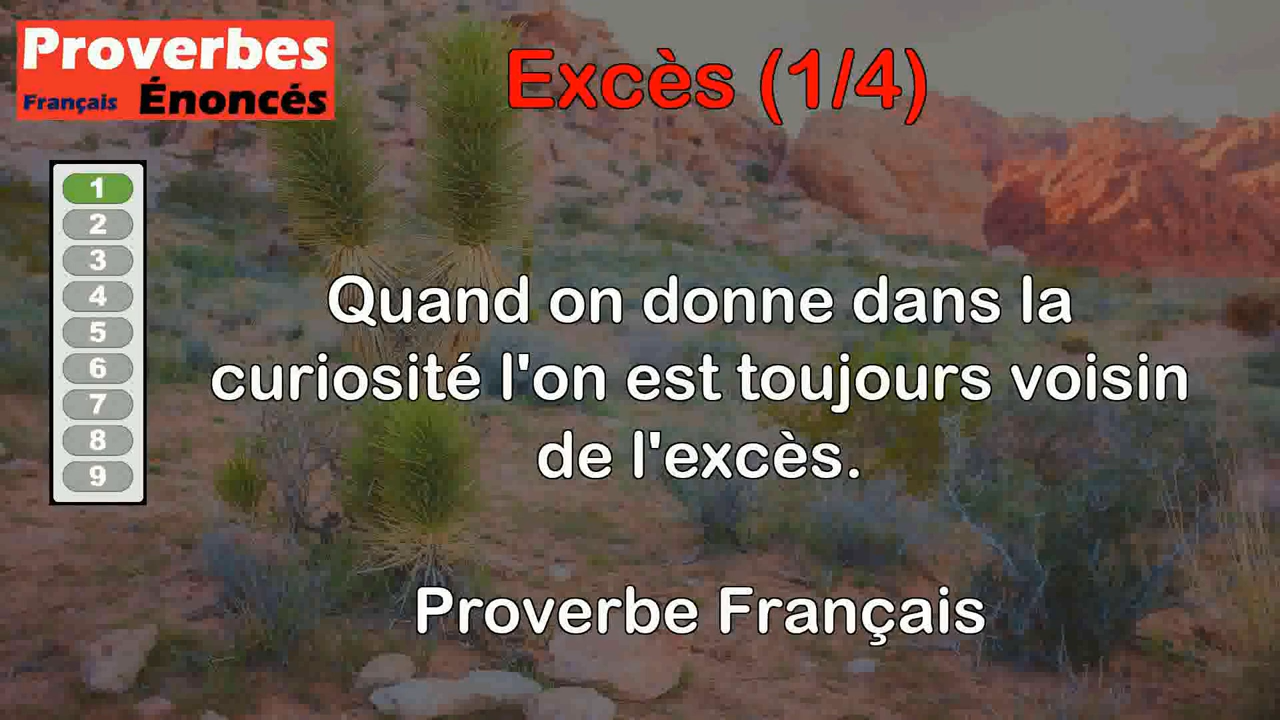 Proverbes
Français Énoncés
Excès (1/4)
1
2
3
4
5
6
7
8
9
Quand on donne dans la
curiosité l'on est toujours voisin
de l'excès.
Proverbe Français